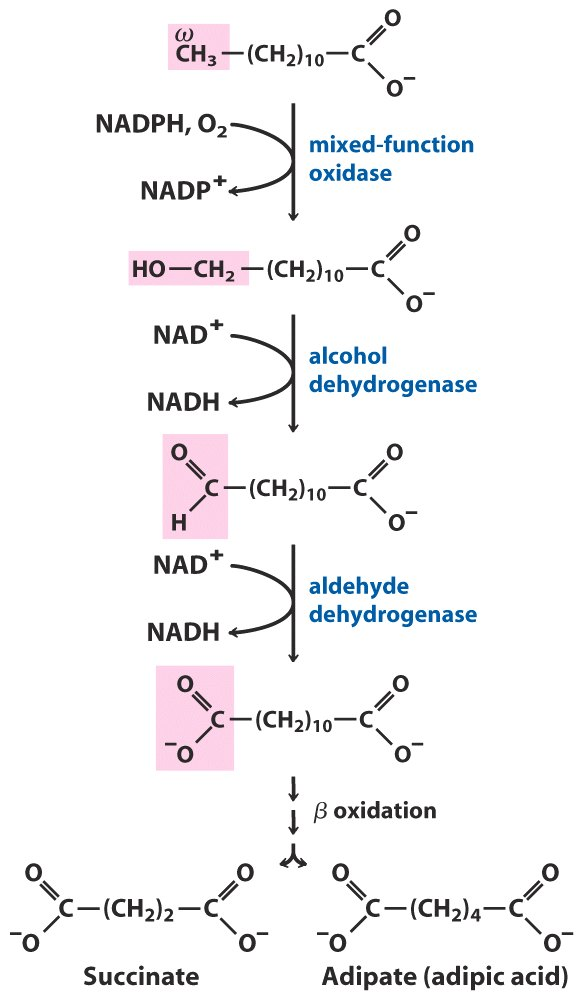 ω
CH₃—(CH₂)₁₀—C
O
O⁻
NADPH, O₂
NADP⁺
mixed-function
oxidase
HO—CH₂—(CH₂)₁₀—C
O
O⁻
NAD⁺
NADH
alcohol
dehydrogenase
O
C—(CH₂)₁₀—C
H
O
O⁻
NAD⁺
NADH
aldehyde
dehydrogenase
O
C—(CH₂)₁₀—C
⁻O
O
O⁻
β oxidation
O
C—(CH₂)₂—C
⁻O
O
O⁻
Succinate
O
C—(CH₂)₄—C
⁻O
O
O⁻
Adipate (adipic acid)